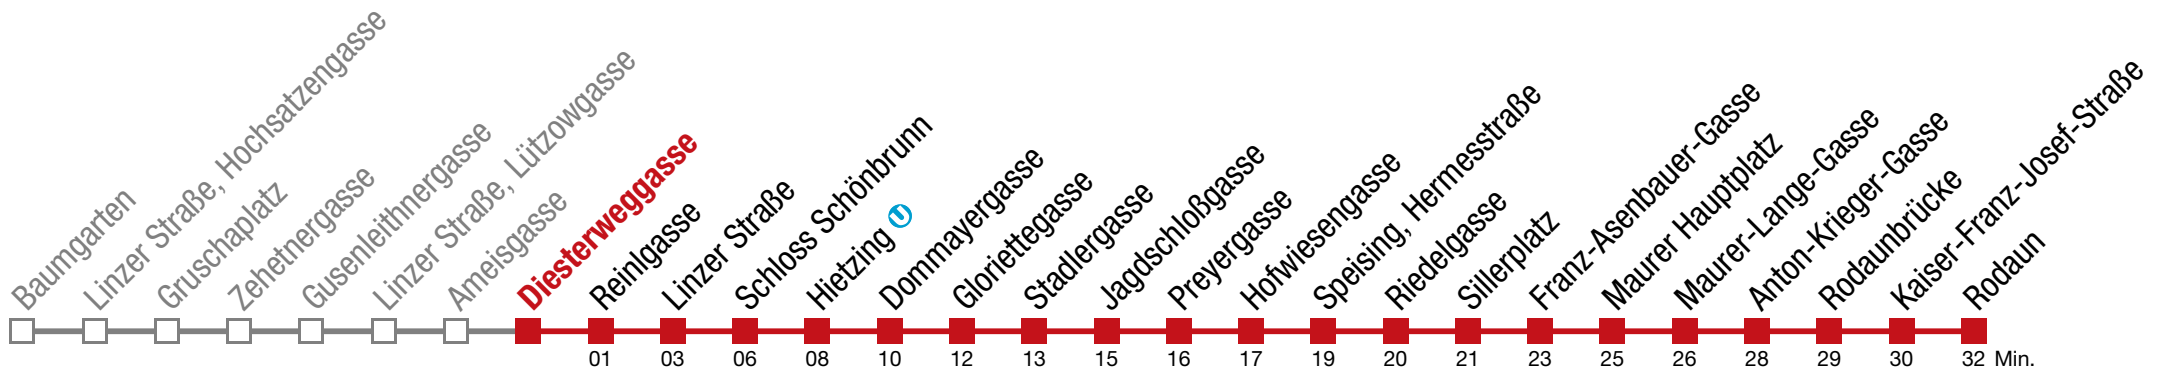 Baumgarten
Linzer Straße, Hochsatzengasse
Gruschaplatz
Zehetnergasse
Gusenleithnergasse
Linzer Straße, Lützowgasse
Ameisgasse
Diesterweggasse
Reinlgasse
Linzer Straße
Schloss Schönbrunn
Hietzing U
Dommayergasse
Gloriettegasse
Stadlergasse
Jagdschloßgasse
Preyergasse
Hofwiesengasse
Speising, Hermesstraße
Riedelgasse
Sillerplatz
Franz-Asenbauer-Gasse
Maurer Hauptplatz
Maurer-Lange-Gasse
Anton-Krieger-Gasse
Rodaunbrücke
Kaiser-Franz-Josef-Straße
Rodaun
01 03 06 08 10 12 13 15 16 17 19 20 21 23 25 26 28 29 30 32 Min.